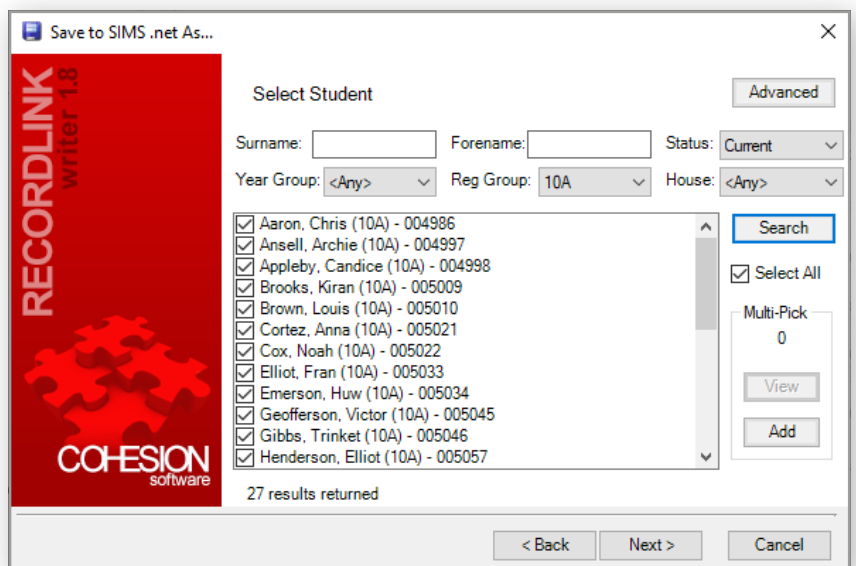 Save to SIMS .net As...
RECORDLINK
writer 1.8
COHESION
software
Select Student
Advanced
Surname:
Forename:
Status: Current
Year Group: <Any>
Reg Group: 10A
House: <Any>
Aaron, Chris (10A) - 004986
Ansell, Archie (10A) - 004997
Appleby, Candice (10A) - 004998
Brooks, Kiran (10A) - 005009
Brown, Louis (10A) - 005010
Cortez, Anna (10A) - 005021
Cox, Noah (10A) - 005022
Elliot, Fran (10A) - 005033
Emerson, Huw (10A) - 005034
Geofferson, Victor (10A) - 005045
Gibbs, Trinket (10A) - 005046
Henderson, Elliot (10A) - 005057
Search
Select All
Multi-Pick
0
View
Add
27 results returned
< Back
Next >
Cancel